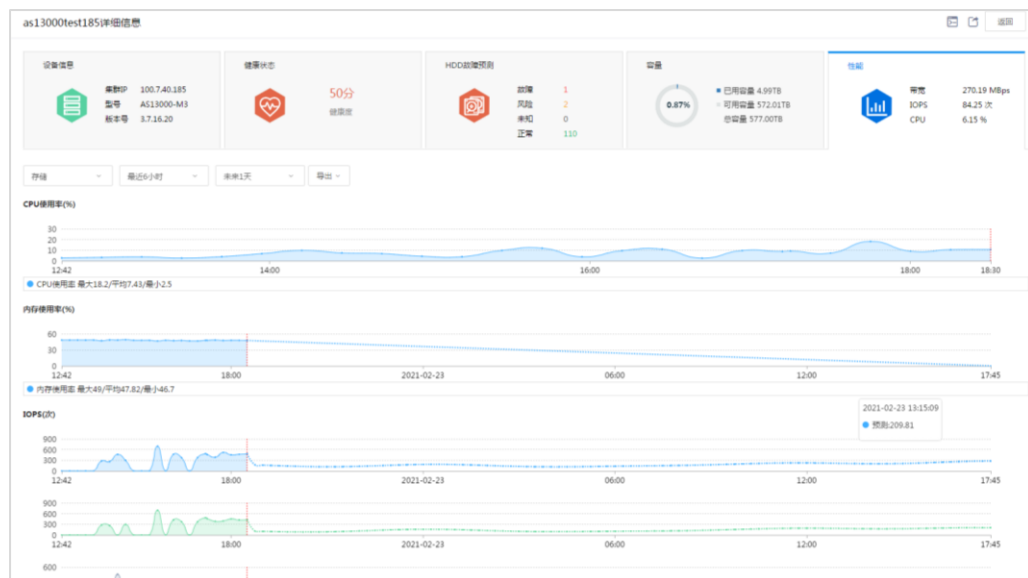 as13000test185详细信息
返回
设备信息
集群IP 100.7.40.185
型号 AS13000-M3
版本号 3.7.16.20
健康状态
50分
健康度
HDD故障预测
故障 1
风险 2
未知 0
正常 110
容量
0.87%
已用容量 4.99TB
可用容量 572.01TB
总容量 577.00TB
性能
带宽 270.19 MBps
IOPS 84.25 次
CPU 6.15 %
存储 最近6小时 未来1天 导出
CPU使用率(%)
30
20
10
0
12:42 14:00 16:00 18:00 18:30
CPU使用率 最大18.2/平均7.43/最小2.5
内存使用率(%)
60
30
0
12:42 18:00 2021-02-23 06:00 12:00 17:45
内存使用率 最大49/平均47.82/最小46.7
IOPS(次)
2021-02-23 13:15:09
预测:209.81
900
600
300
0
12:42 18:00 2021-02-23 06:00 12:00 17:45
900
600
300
0
12:42 18:00 2021-02-23 06:00 12:00 17:45
600